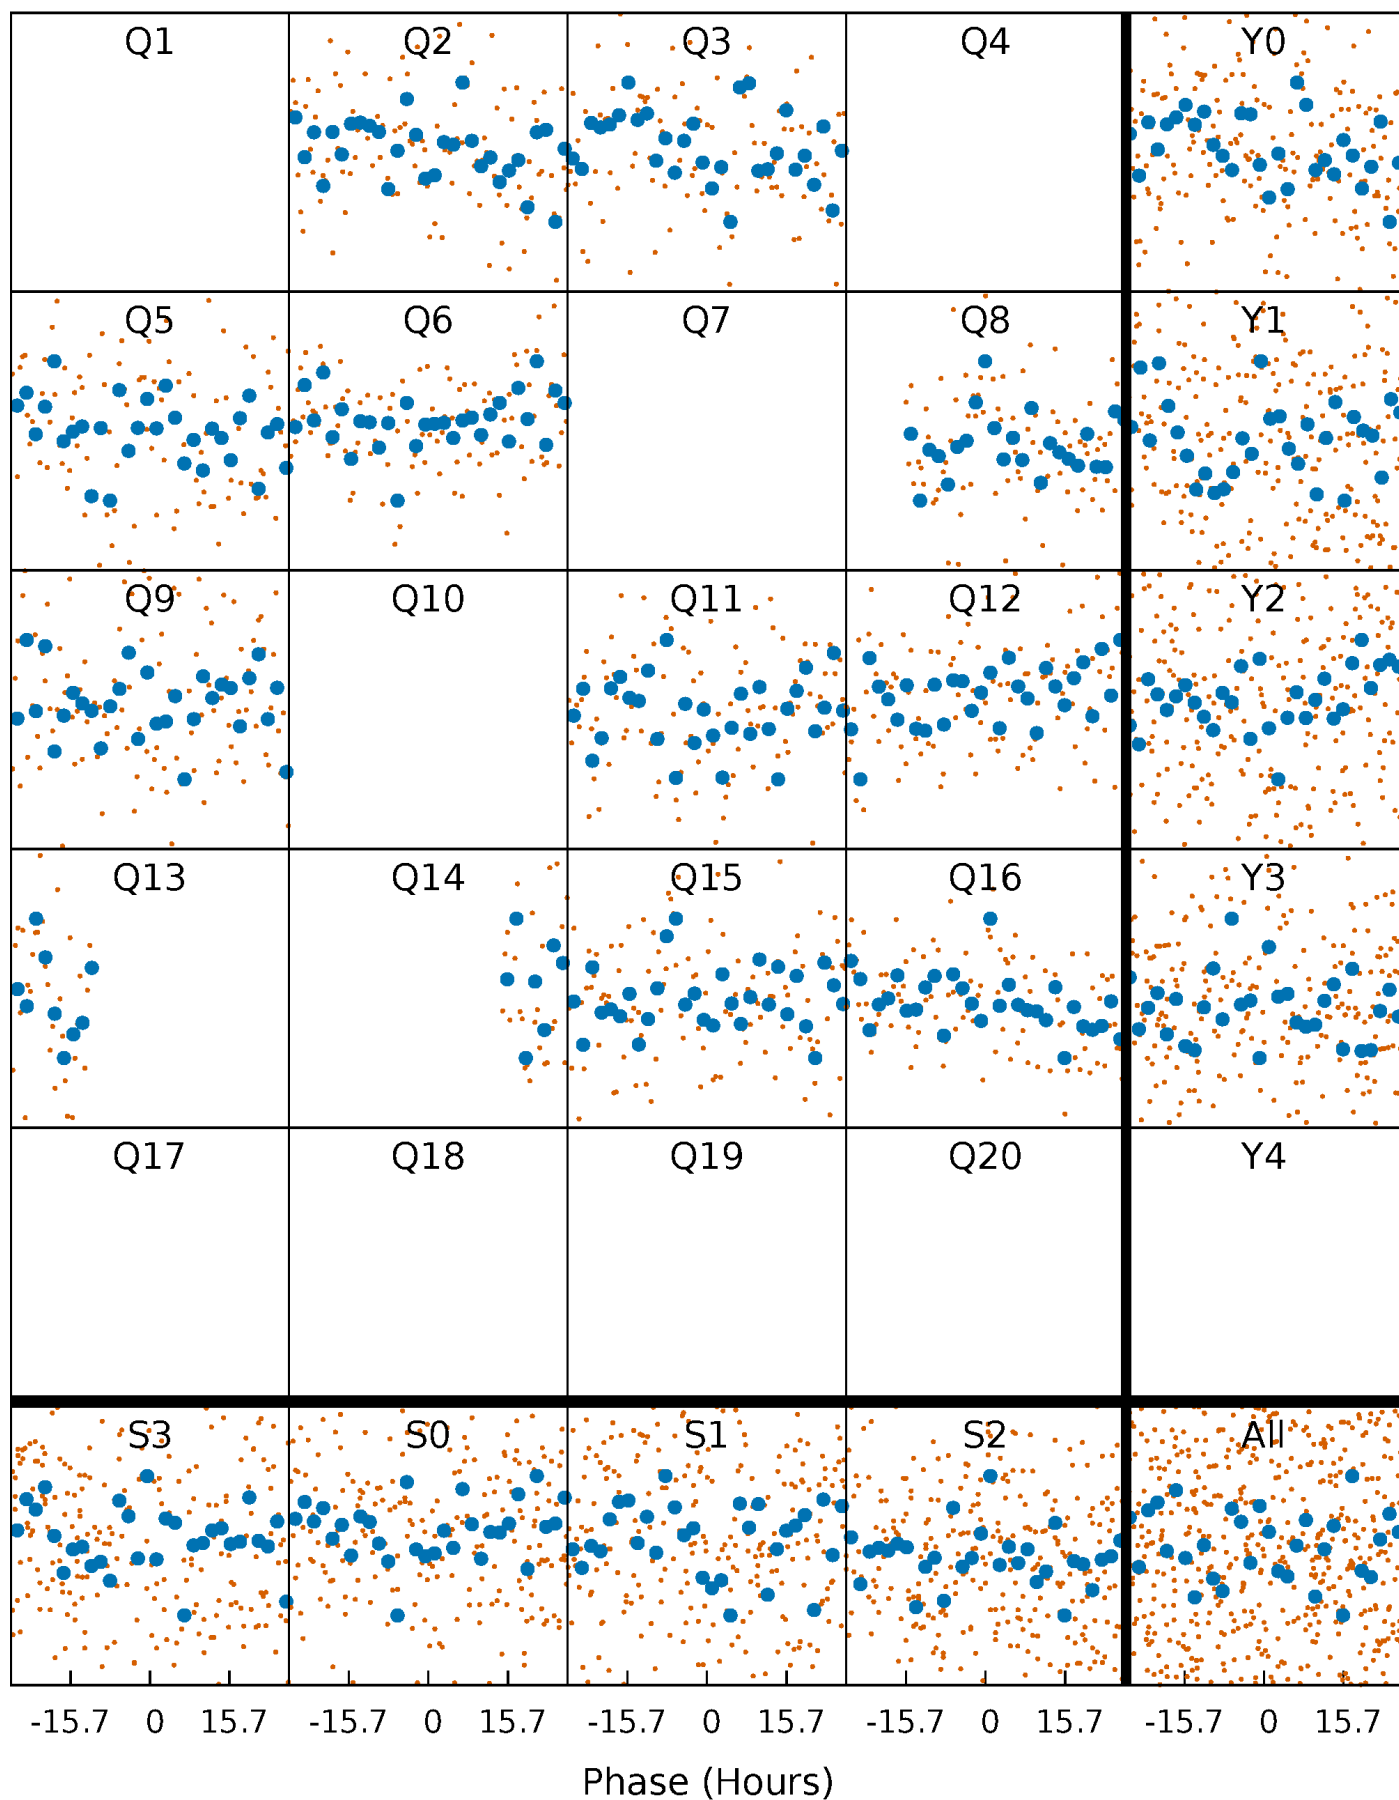 Q1 Q2 Q3 Q4 Y0
Q5 Q6 Q7 Q8 Y1
Q9 Q10 Q11 Q12 Y2
Q13 Q14 Q15 Q16 Y3
Q17 Q18 Q19 Q20 Y4
S3 S0 S1 S2 All
-15.7 0 15.7 -15.7 0 15.7 -15.7 0 15.7 -15.7 0 15.7 -15.7 0 15.7
Phase (Hours)